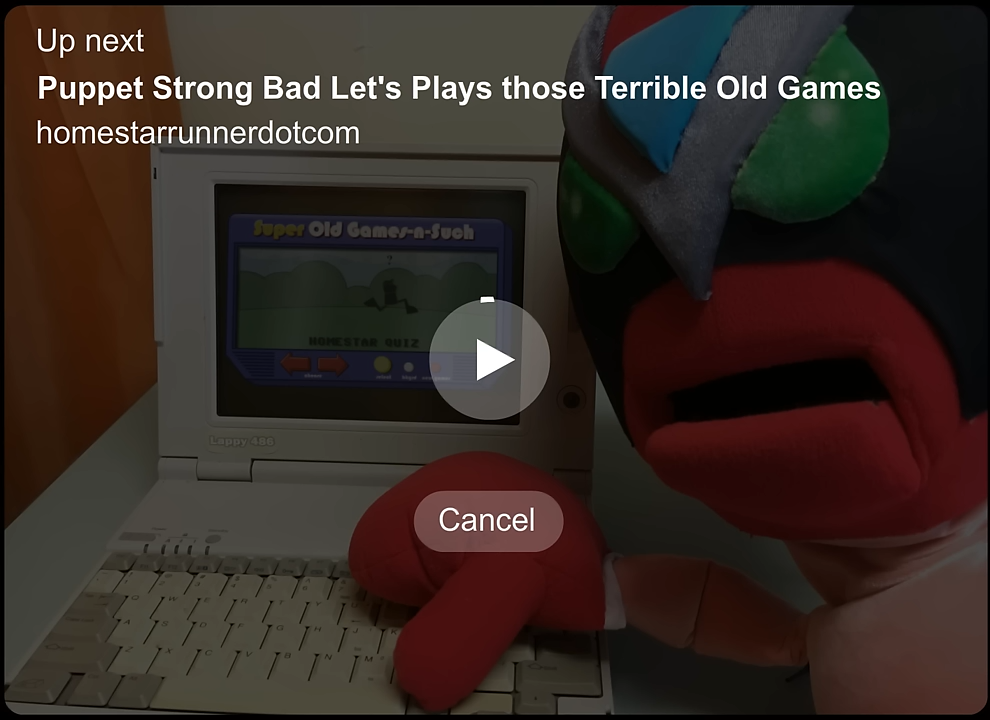 Up next
Puppet Strong Bad Let's Plays those Terrible Old Games
homestarrunnerdotcom
Super Old Games-n-Such
HOMESTAR QUIZ
Lappy 486
Cancel
Q W E R T Y
A S D F G H J K
Z X C V B N M